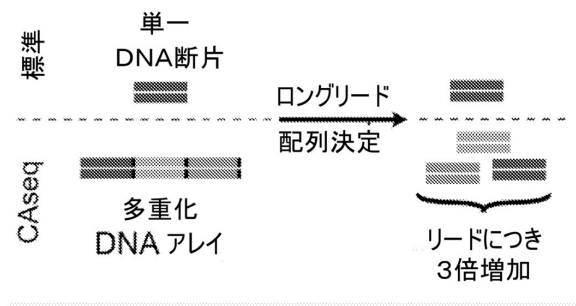 標準
単一
DNA断片
ロングリード
配列決定
CAseq
多重化
DNA アレイ
リードにつき
3倍増加